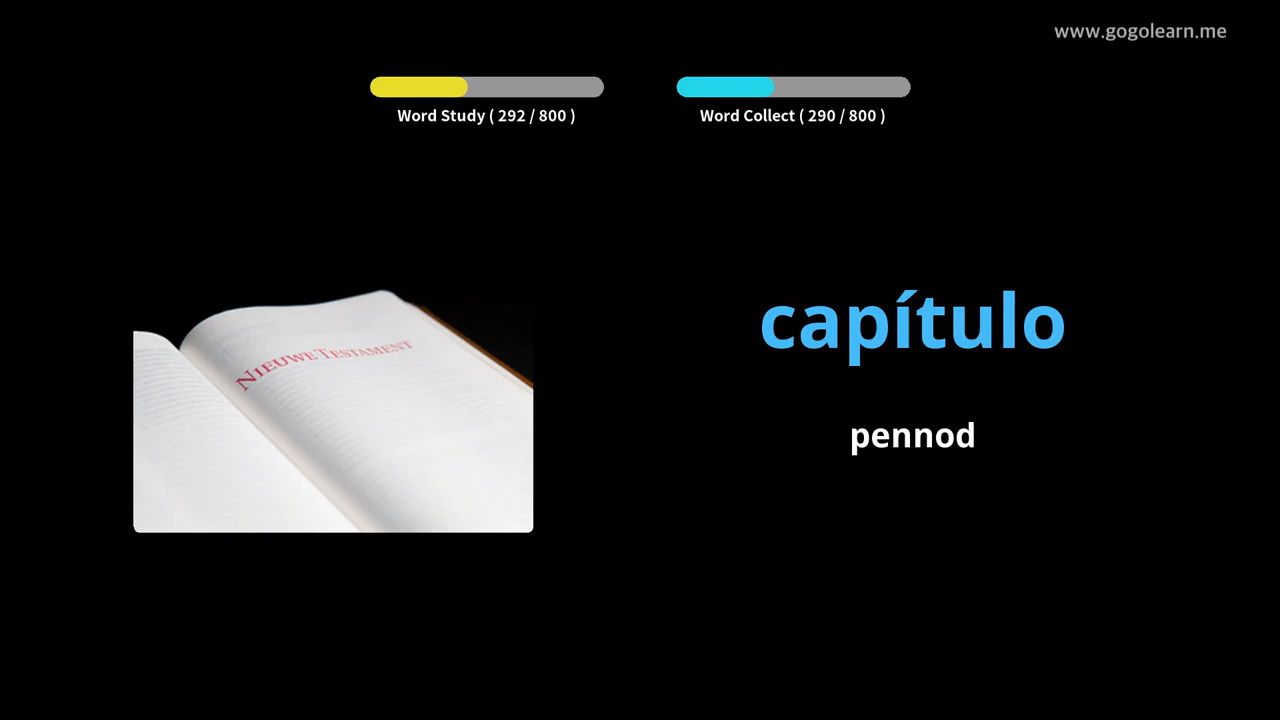 www.gogolearn.me
Word Study ( 292 / 800 )
Word Collect ( 290 / 800 )
NIEUWE TESTAMENT
capítulo
pennod